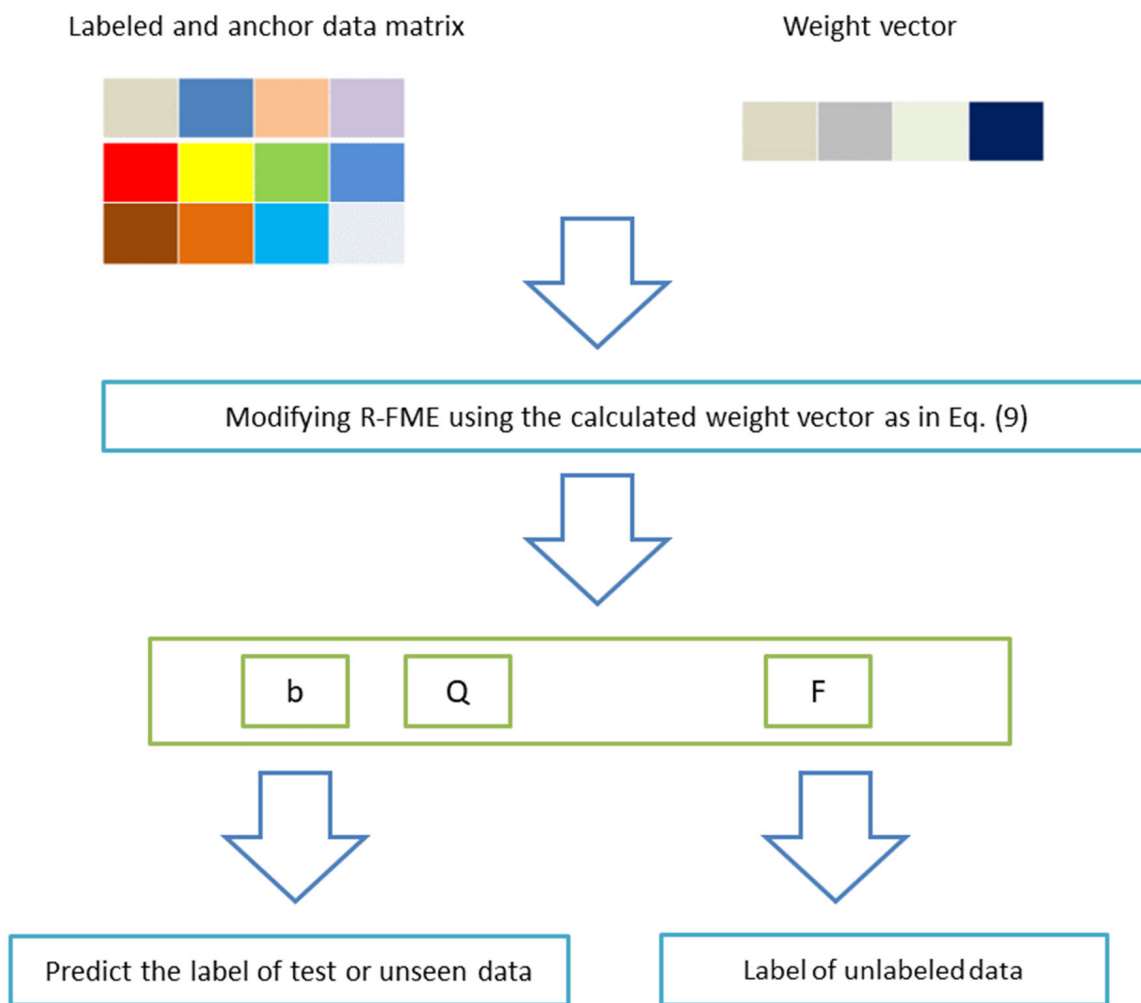 Labeled and anchor data matrix
Weight vector
Modifying R-FME using the calculated weight vector as in Eq. (9)
b
Q
F
Predict the label of test or unseen data
Label of unlabeled data